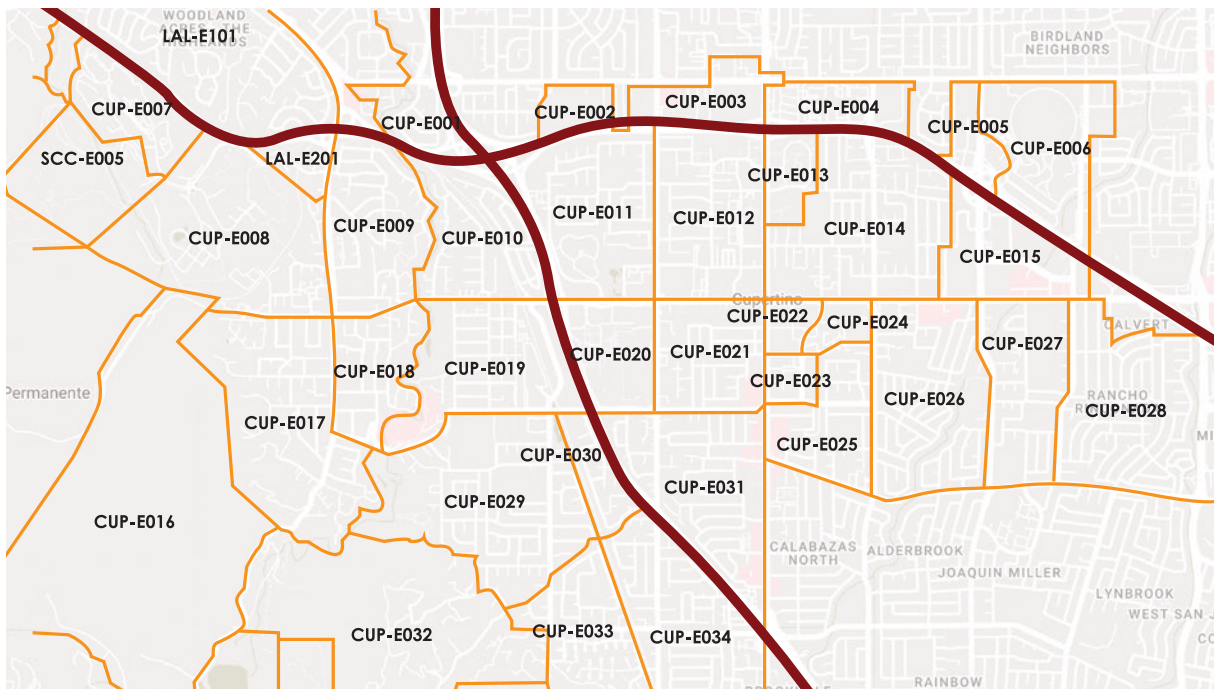 WOODLAND
ACRES - THE
HIGHLANDS
LAL-E101
BIRDLAND
NEIGHBORS
CUP-E007
CUP-E001
CUP-E002
CUP-E003
CUP-E004
CUP-E005
CUP-E006
SCC-E005
LAL-E201
CUP-E008
CUP-E009
CUP-E010
CUP-E011
CUP-E012
CUP-E013
CUP-E014
CUP-E015
Cupertino
CUP-E022
CUP-E024
CALVERT
CUP-E018
CUP-E019
CUP-E020
CUP-E021
CUP-E023
CUP-E027
Permanente
CUP-E017
CUP-E026
RANCHO
CUP-E028
CUP-E025
MI
CUP-E030
CUP-E016
CUP-E029
CUP-E031
CALABAZAS
NORTH
ALDERBROOK
JOAQUIN MILLER
LYNBROOK
WEST SAN J
CO
CUP-E032
CUP-E033
CUP-E034
RAINBOW